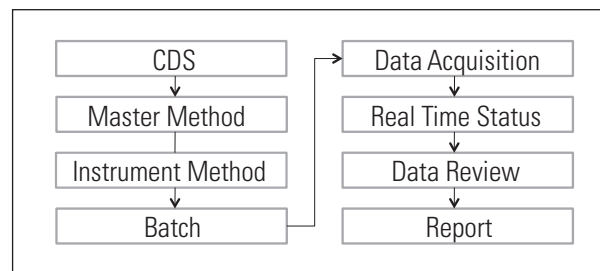 CDS
Master Method
Instrument Method
Batch
Data Acquisition
Real Time Status
Data Review
Report